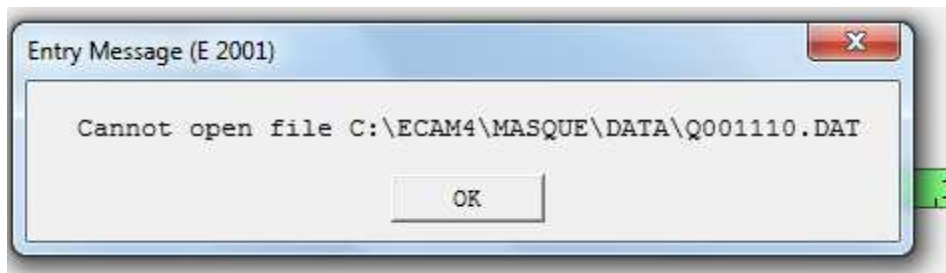 Entry Message (E 2001)
Cannot open file C:\ECAM4\MASQUE\DATA\Q001110.DAT
OK